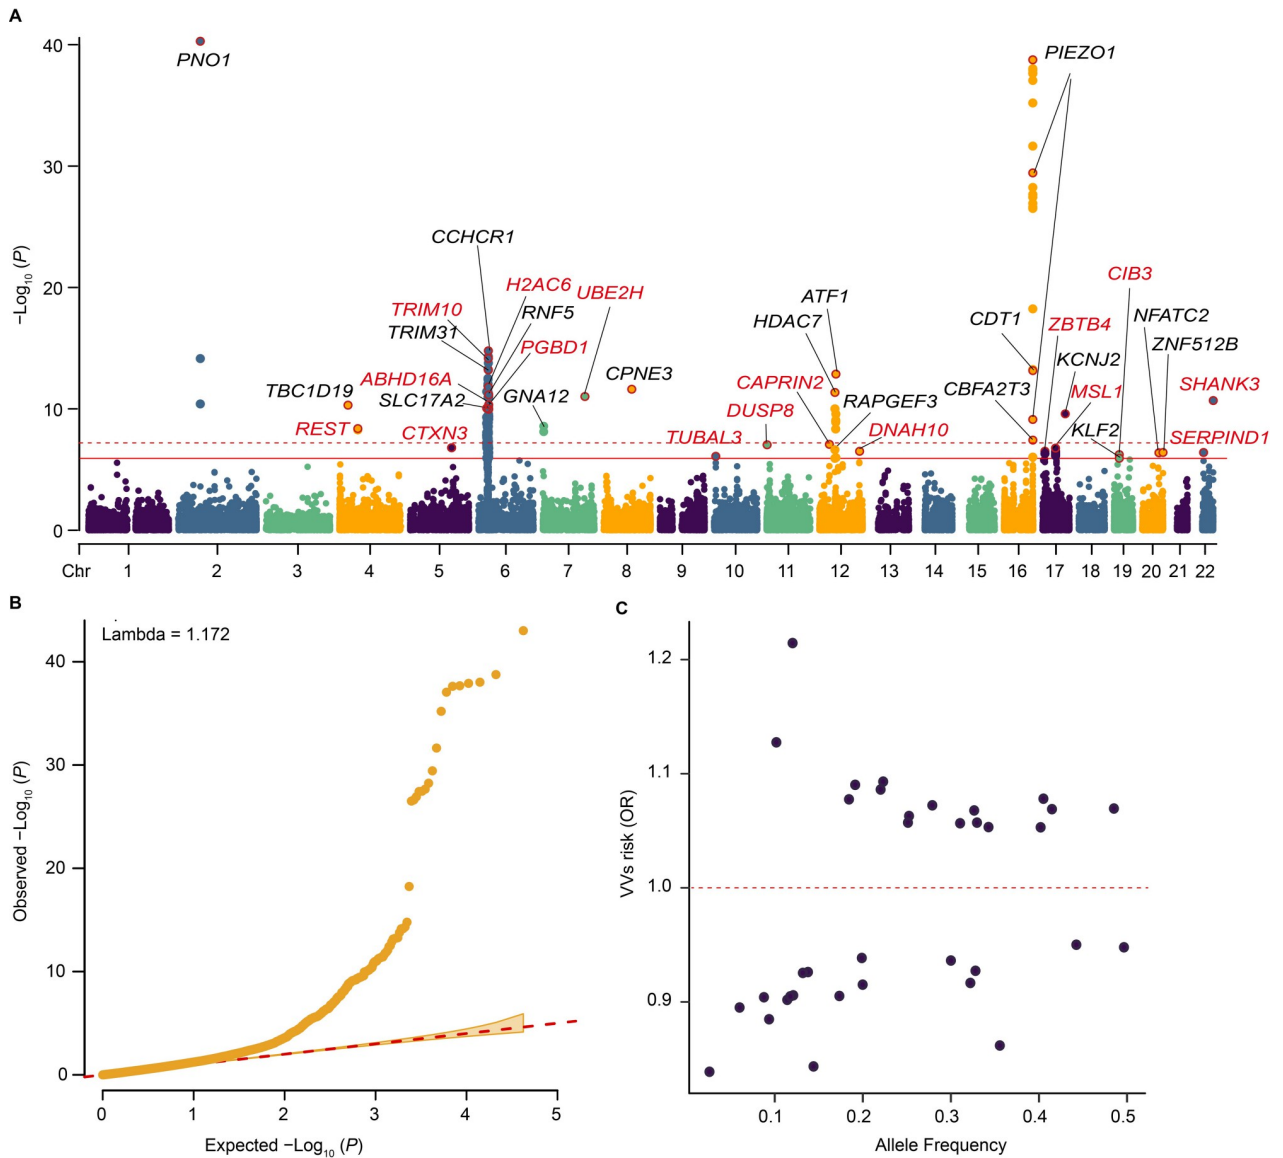 A
40
30
20
10
0
−Log10 (P)
PNO1
PIEZO1
CCHCR1
H2AC6
UBE2H
TRIM10
RNF5
TRIM31
PGBD1
ABHD16A
SLC17A2
GNA12
CPNE3
TBC1D19
REST
CTXN3
ATF1
HDAC7
CAPRIN2
DUSP8
TUBAL3
RAPGEF3
DNAH10
CDT1
CBFA2T3
ZBTB4
KCNJ2
MSL1
KLF2
CIB3
NFATC2
ZNF512B
SHANK3
SERPIND1
Chr 1 2 3 4 5 6 7 8 9 10 11 12 13 14 15 16 17 18 19 20 21 22
B
Lambda = 1.172
40
30
20
10
0
Observed −Log10 (P)
0 1 2 3 4 5
Expected −Log10 (P)
C
1.2
1.1
1.0
0.9
VVs risk (OR)
0.1 0.2 0.3 0.4 0.5
Allele Frequency